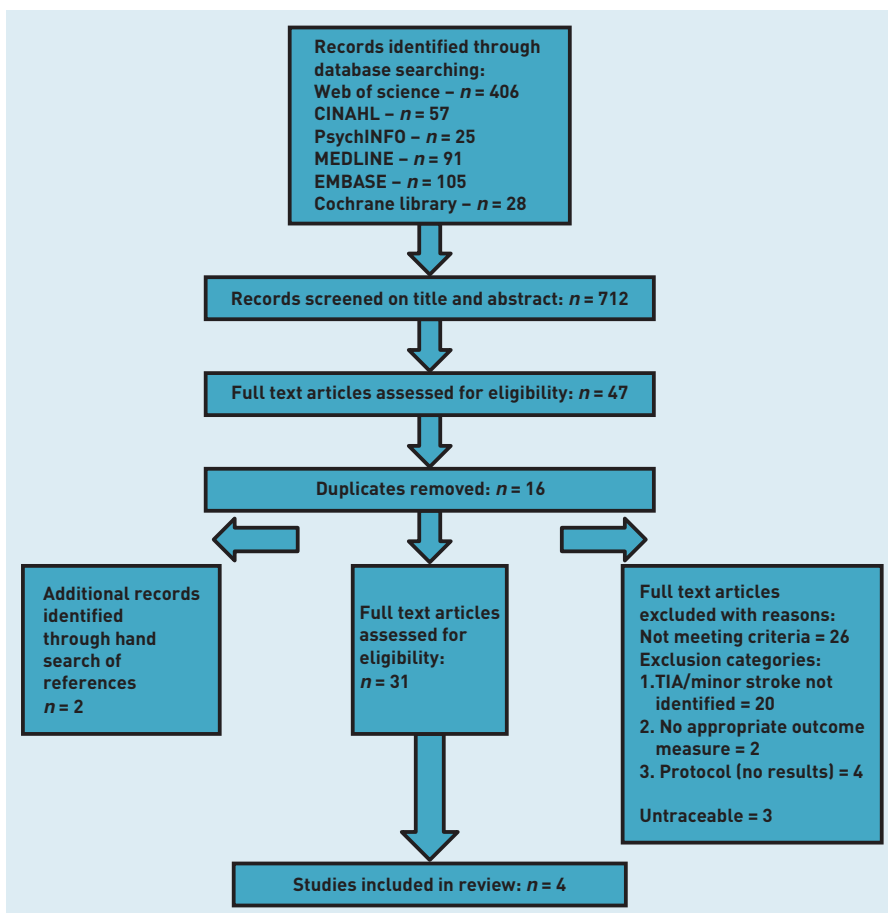 Records identified through
database searching:
Web of science – n = 406
CINAHL – n = 57
PsychINFO – n = 25
MEDLINE – n = 91
EMBASE – n = 105
Cochrane library – n = 28
Records screened on title and abstract: n = 712
Full text articles assessed for eligibility: n = 47
Duplicates removed: n = 16
Additional records
identified
through hand
search of
references
n = 2
Full text articles
assessed for
eligibility:
n = 31
Full text articles
excluded with reasons:
Not meeting criteria = 26
Exclusion categories:
1.TIA/minor stroke not
identified = 20
2. No appropriate outcome
measure = 2
3. Protocol (no results) = 4
Untraceable = 3
Studies included in review: n = 4